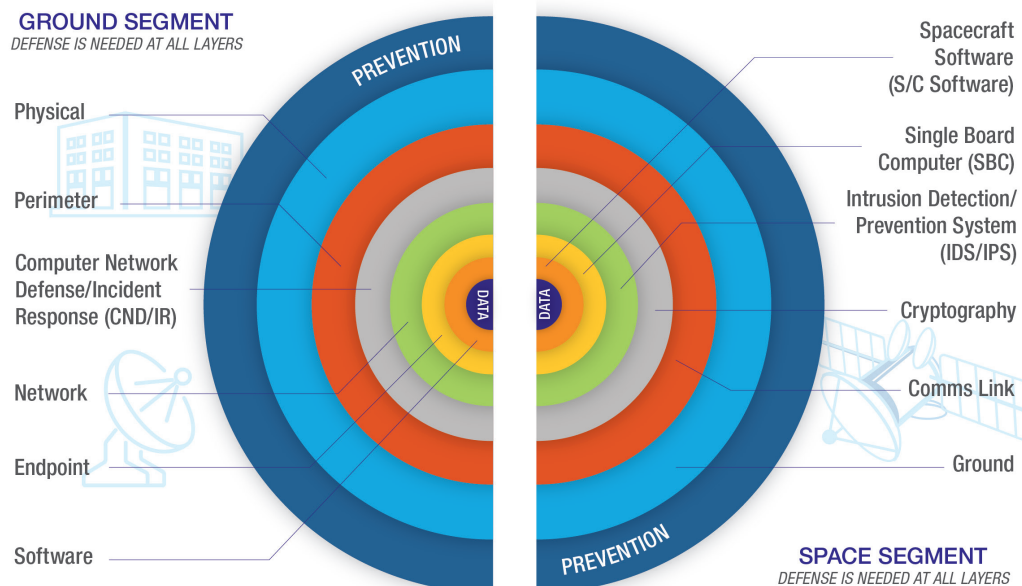 GROUND SEGMENT
DEFENSE IS NEEDED AT ALL LAYERS
PREVENTION
Physical
Perimeter
Computer Network
Defense/Incident
Response (CND/IR)
Network
Endpoint
Software
DATA
DATA
Spacecraft
Software
(S/C Software)
Single Board
Computer (SBC)
Intrusion Detection/
Prevention System
(IDS/IPS)
Cryptography
Comms Link
Ground
PREVENTION
SPACE SEGMENT
DEFENSE IS NEEDED AT ALL LAYERS